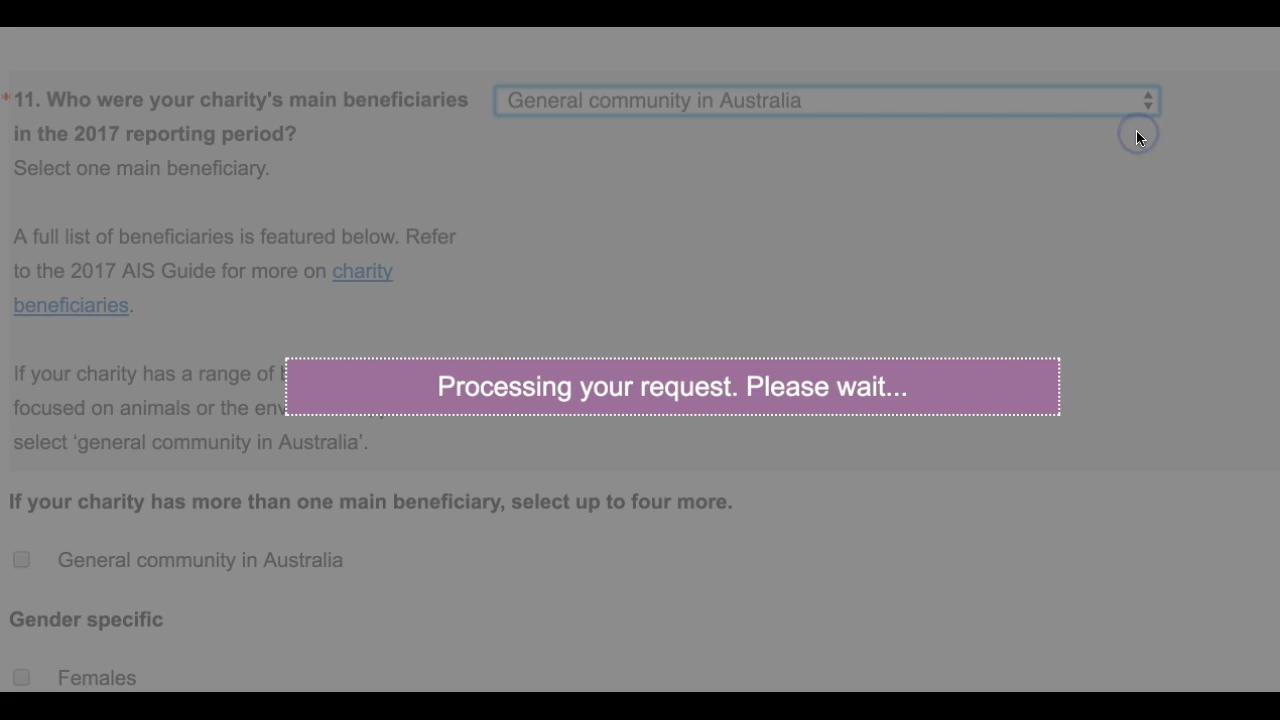 *11. Who were your charity's main beneficiaries
in the 2017 reporting period?
General community in Australia
Select one main beneficiary.
A full list of beneficiaries is featured below. Refer
to the 2017 AIS Guide for more on charity
beneficiaries.
If your charity has a range of
Processing your request. Please wait...
focused on animals or the
select ‘general community in Australia’.
If your charity has more than one main beneficiary, select up to four more.
General community in Australia
Gender specific
Females